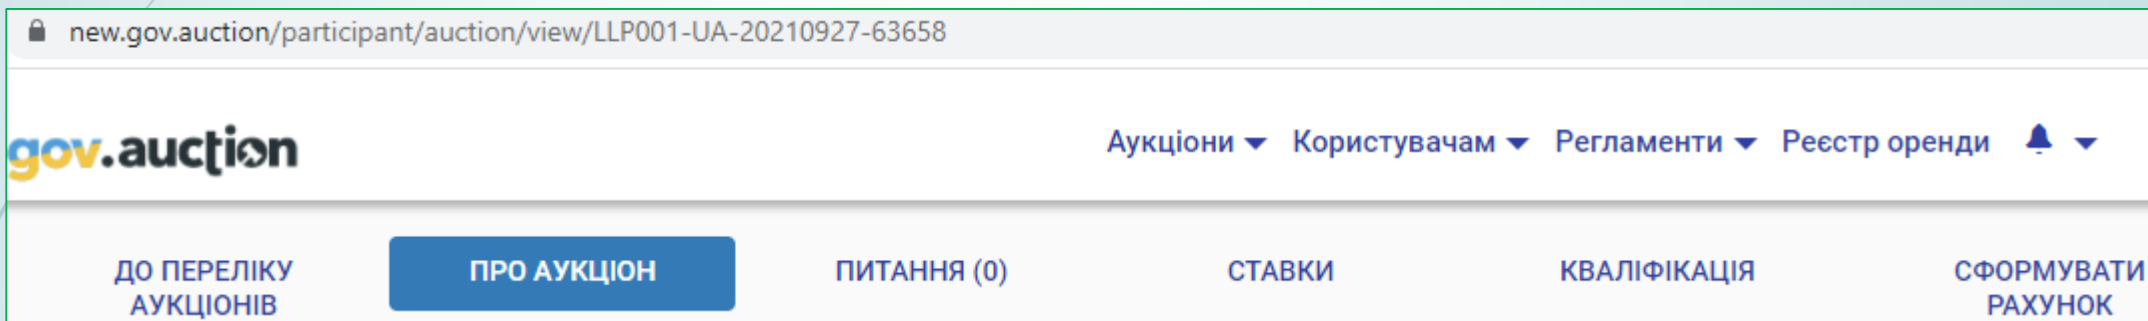 new.gov.auction/participant/auction/view/LLP001-UA-20210927-63658
gov.auction
Аукціони Користувачам Регламенти Реєстр оренди
ДО ПЕРЕЛІКУ АУКЦІОНІВ
ПРО АУКЦІОН
ПИТАННЯ (0)
СТАВКИ
КВАЛІФІКАЦІЯ
СФОРМУВАТИ РАХУНОК